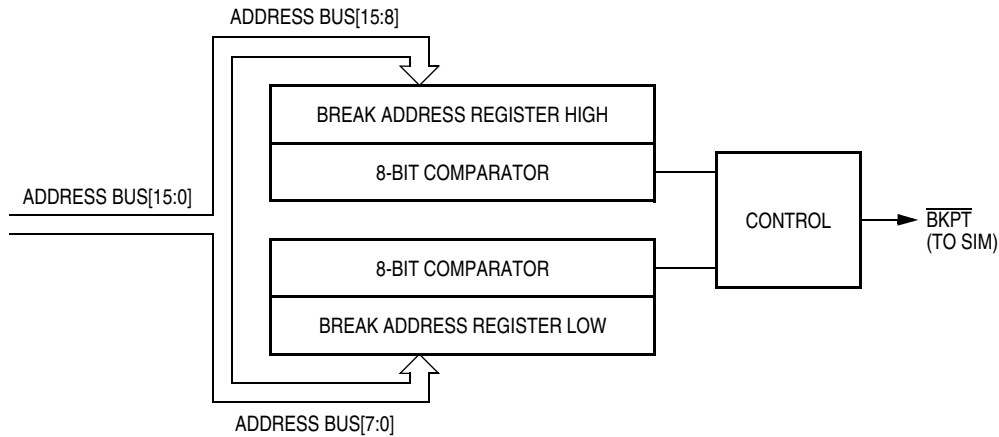 ADDRESS BUS[15:8]
BREAK ADDRESS REGISTER HIGH
8-BIT COMPARATOR
ADDRESS BUS[15:0]
CONTROL
BKPT
(TO SIM)
8-BIT COMPARATOR
BREAK ADDRESS REGISTER LOW
ADDRESS BUS[7:0]